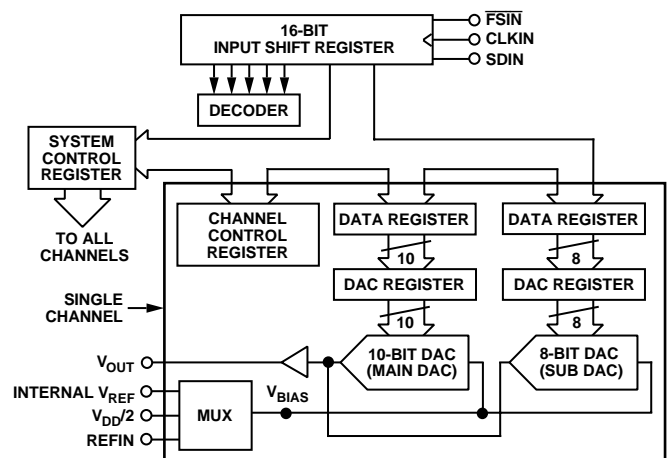 16-BIT
INPUT SHIFT REGISTER
FSIN
CLKIN
SDIN
DECODER
SYSTEM
CONTROL
REGISTER
TO ALL
CHANNELS
CHANNEL
CONTROL
REGISTER
DATA REGISTER
DATA REGISTER
10
8
DAC REGISTER
DAC REGISTER
10
8
SINGLE
CHANNEL
10-BIT DAC
(MAIN DAC)
8-BIT DAC
(SUB DAC)
VOUT
INTERNAL VREF
VDD/2
REFIN
MUX
VBIAS